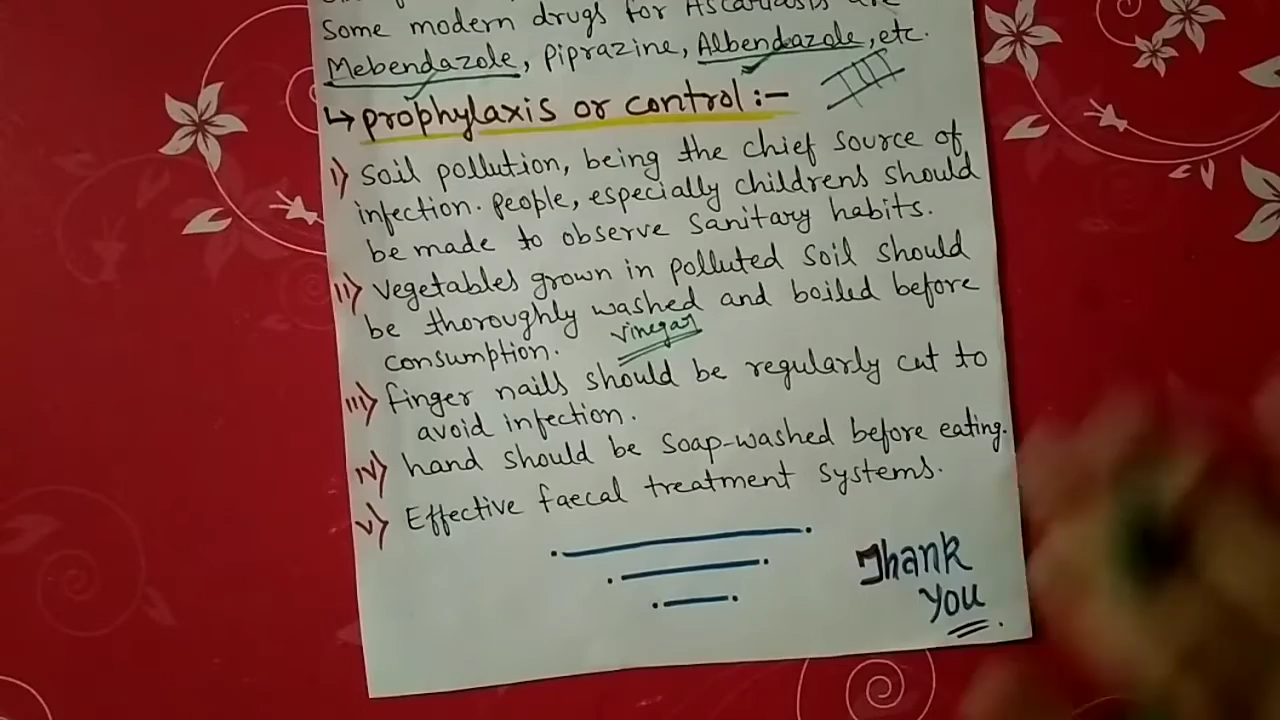 Some modern drugs for Ascariasis are
Mebendazole, Piprazine, Albendazole, etc.
↳ prophylaxis or control :-
i) Soil pollution, being the chief source of
infection. people, especially childrens should
be made to observe sanitary habits.
ii) vegetables grown in polluted soil should
be thoroughly washed and boiled before
vinegar
consumption.
iii) finger nails should be regularly cut to
avoid infection.
iv) hand should be soap-washed before eating.
v) Effective faecal treatment systems.
Thank
You